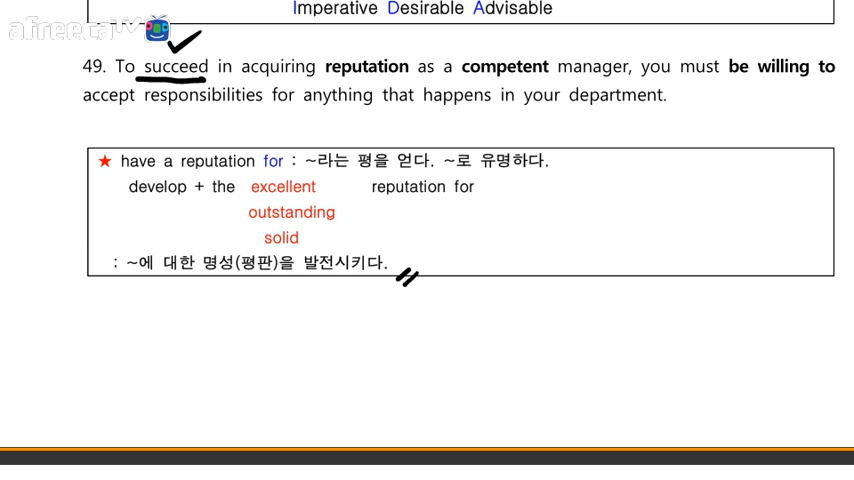 Imperative Desirable Advisable
afreecaTV
49. To succeed in acquiring reputation as a competent manager, you must be willing to
accept responsibilities for anything that happens in your department.
★ have a reputation for : ~라는 평을 얻다. ~로 유명하다.
develop + the excellent reputation for
outstanding
solid
: ~에 대한 명성(평판)을 발전시키다.